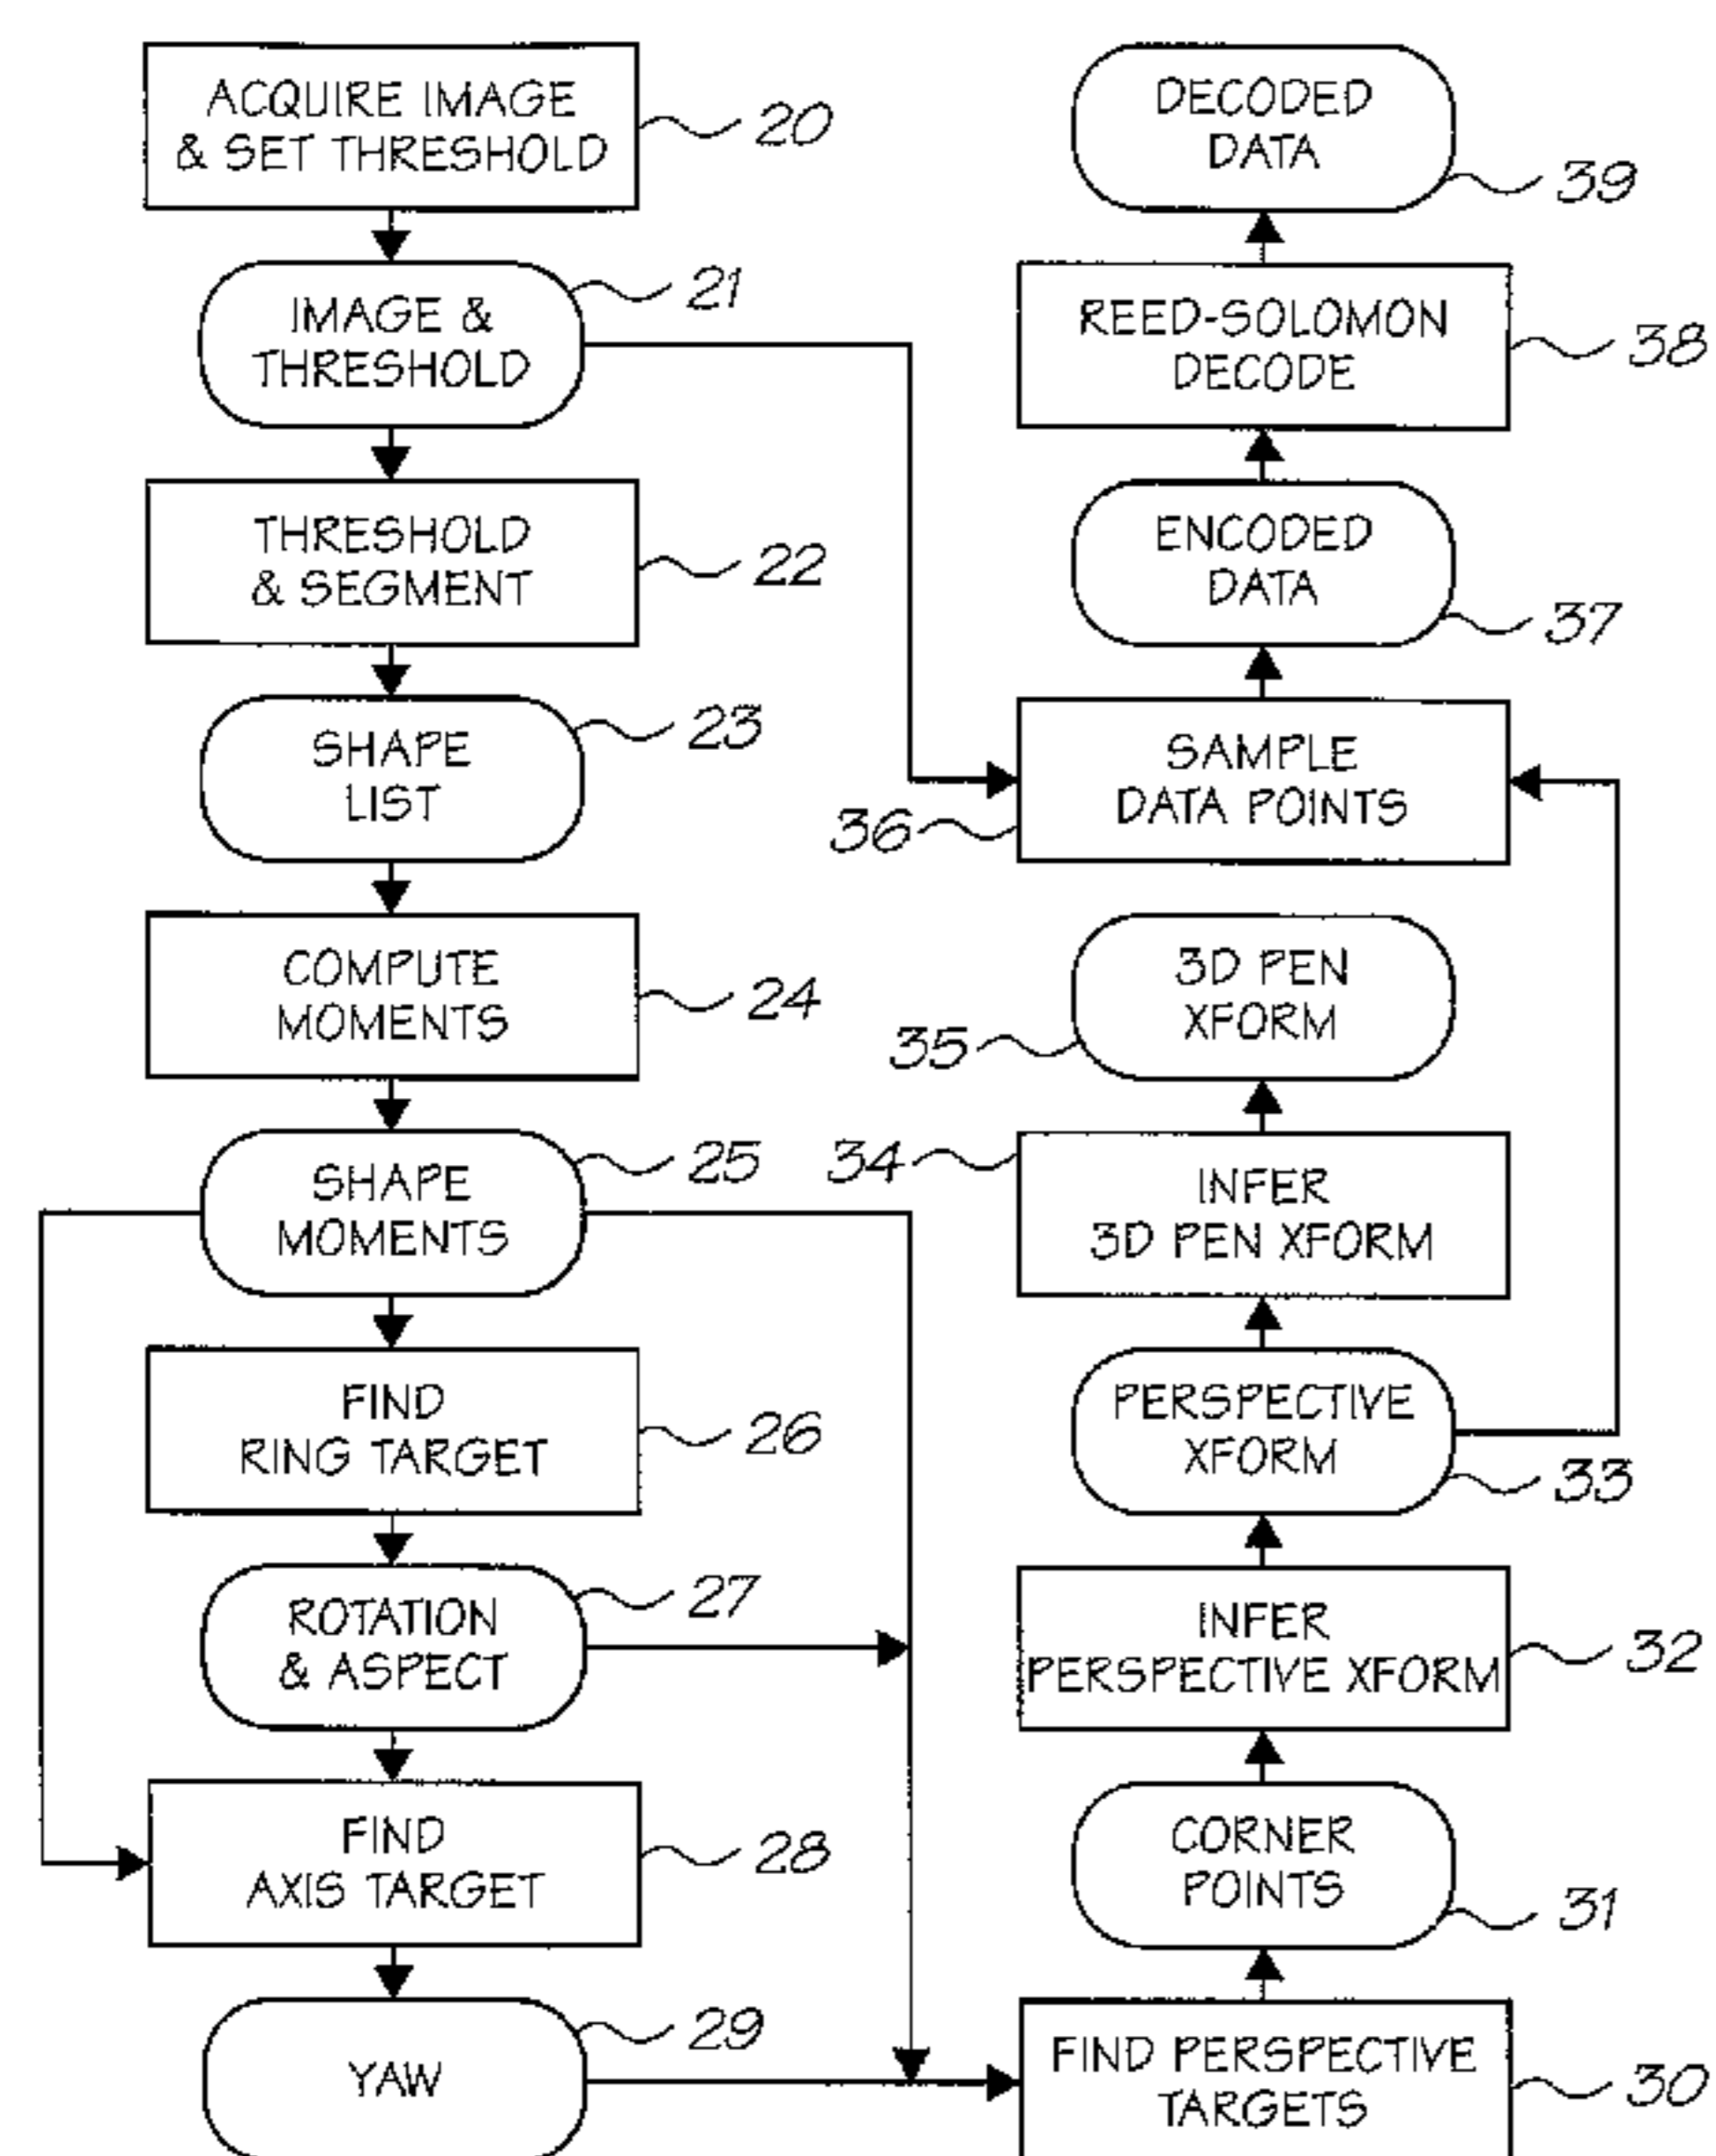 ACQUIRE IMAGE
& SET THRESHOLD
20
IMAGE &
THRESHOLD
21
THRESHOLD
& SEGMENT
22
SHAPE
LIST
23
COMPUTE
MOMENTS
24
SHAPE
MOMENTS
25
FIND
RING TARGET
26
ROTATION
& ASPECT
27
FIND
AXIS TARGET
28
YAW
29
DECODED
DATA
39
REED-SOLOMON
DECODE
38
ENCODED
DATA
37
SAMPLE
DATA POINTS
36
3D PEN
XFORM
35
INFER
3D PEN XFORM
34
PERSPECTIVE
XFORM
33
INFER
PERSPECTIVE XFORM
32
CORNER
POINTS
31
FIND PERSPECTIVE
TARGETS
30